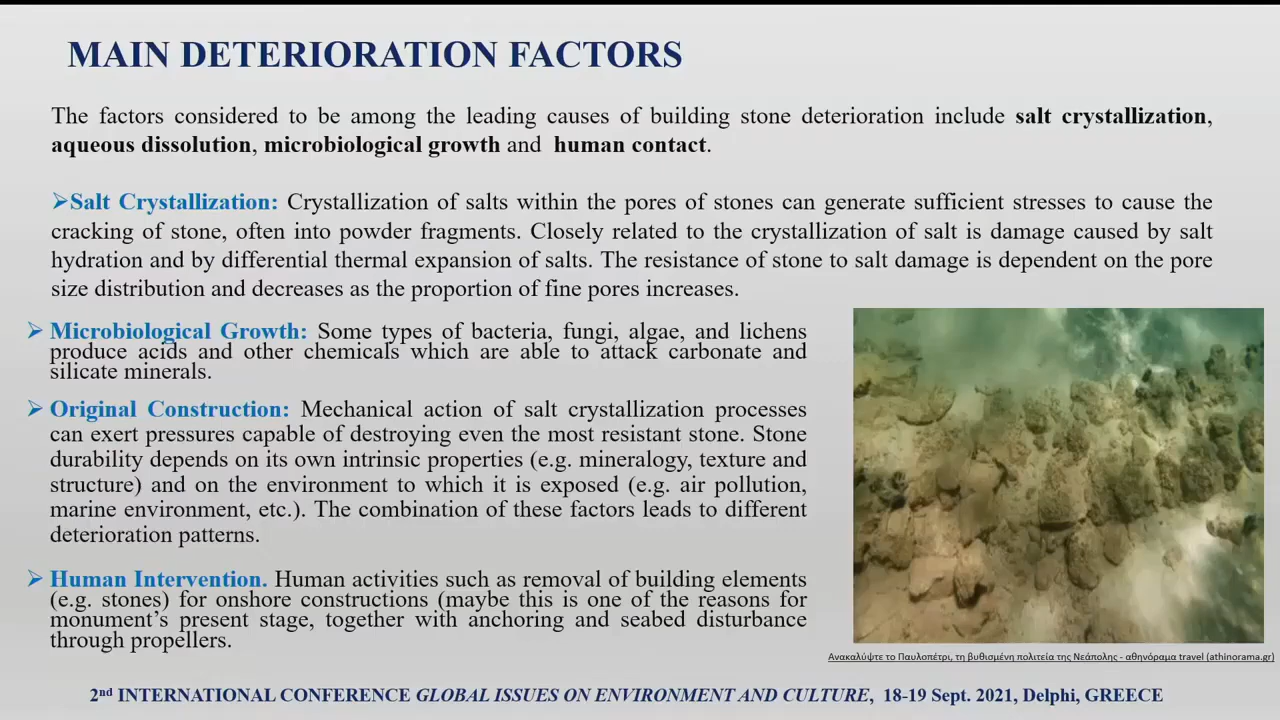 MAIN DETERIORATION FACTORS
The factors considered to be among the leading causes of building stone deterioration include salt crystallization,
aqueous dissolution, microbiological growth and human contact.
➢Salt Crystallization: Crystallization of salts within the pores of stones can generate sufficient stresses to cause the
cracking of stone, often into powder fragments. Closely related to the crystallization of salt is damage caused by salt
hydration and by differential thermal expansion of salts. The resistance of stone to salt damage is dependent on the pore
size distribution and decreases as the proportion of fine pores increases.
➢ Microbiological Growth: Some types of bacteria, fungi, algae, and lichens
produce acids and other chemicals which are able to attack carbonate and
silicate minerals.
➢ Original Construction: Mechanical action of salt crystallization processes
can exert pressures capable of destroying even the most resistant stone. Stone
durability depends on its own intrinsic properties (e.g. mineralogy, texture and
structure) and on the environment to which it is exposed (e.g. air pollution,
marine environment, etc.). The combination of these factors leads to different
deterioration patterns.
➢ Human Intervention. Human activities such as removal of building elements
(e.g. stones) for onshore constructions (maybe this is one of the reasons for
monument's present stage, together with anchoring and seabed disturbance
through propellers.
Ανακαλύψτε το Παυλοπέτρι, τη βυθισμένη πολιτεία της Νεάπολης - αθηνόραμα travel (athinorama.gr)
2nd INTERNATIONAL CONFERENCE GLOBAL ISSUES ON ENVIRONMENT AND CULTURE, 18-19 Sept. 2021, Delphi, GREECE